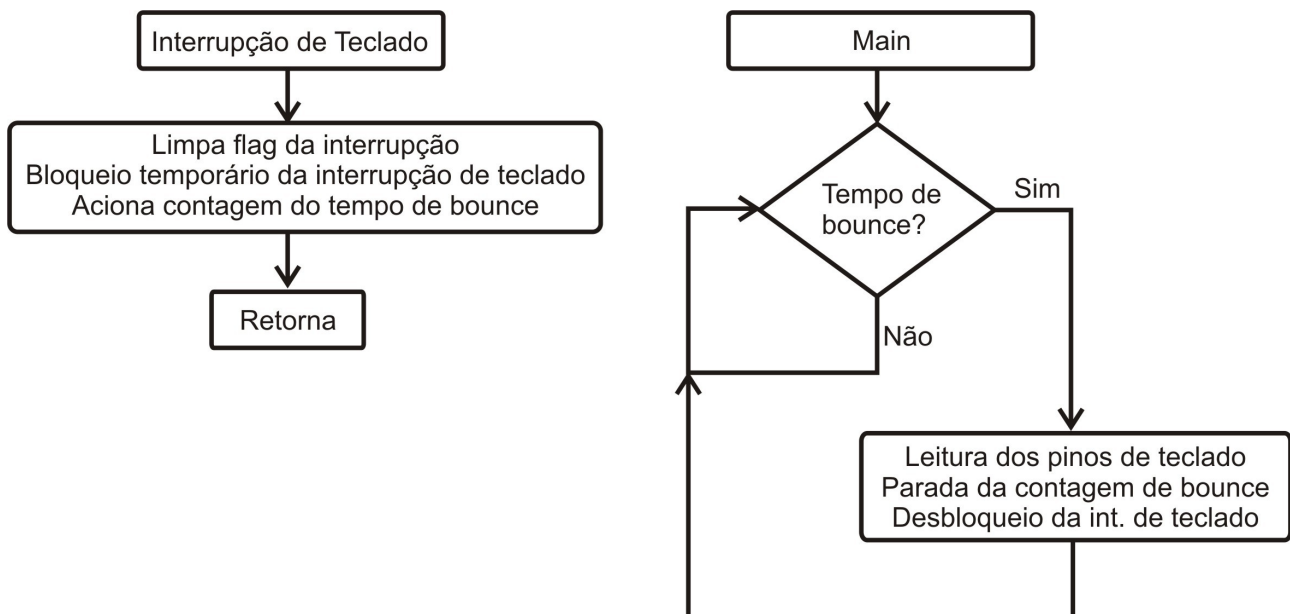 Interrupção de Teclado
Limpa flag da interrupção
Bloqueio temporário da interrupção de teclado
Aciona contagem do tempo de bounce
Retorna
Main
Tempo de
bounce?
Sim
Não
Leitura dos pinos de teclado
Parada da contagem de bounce
Desbloqueio da int. de teclado